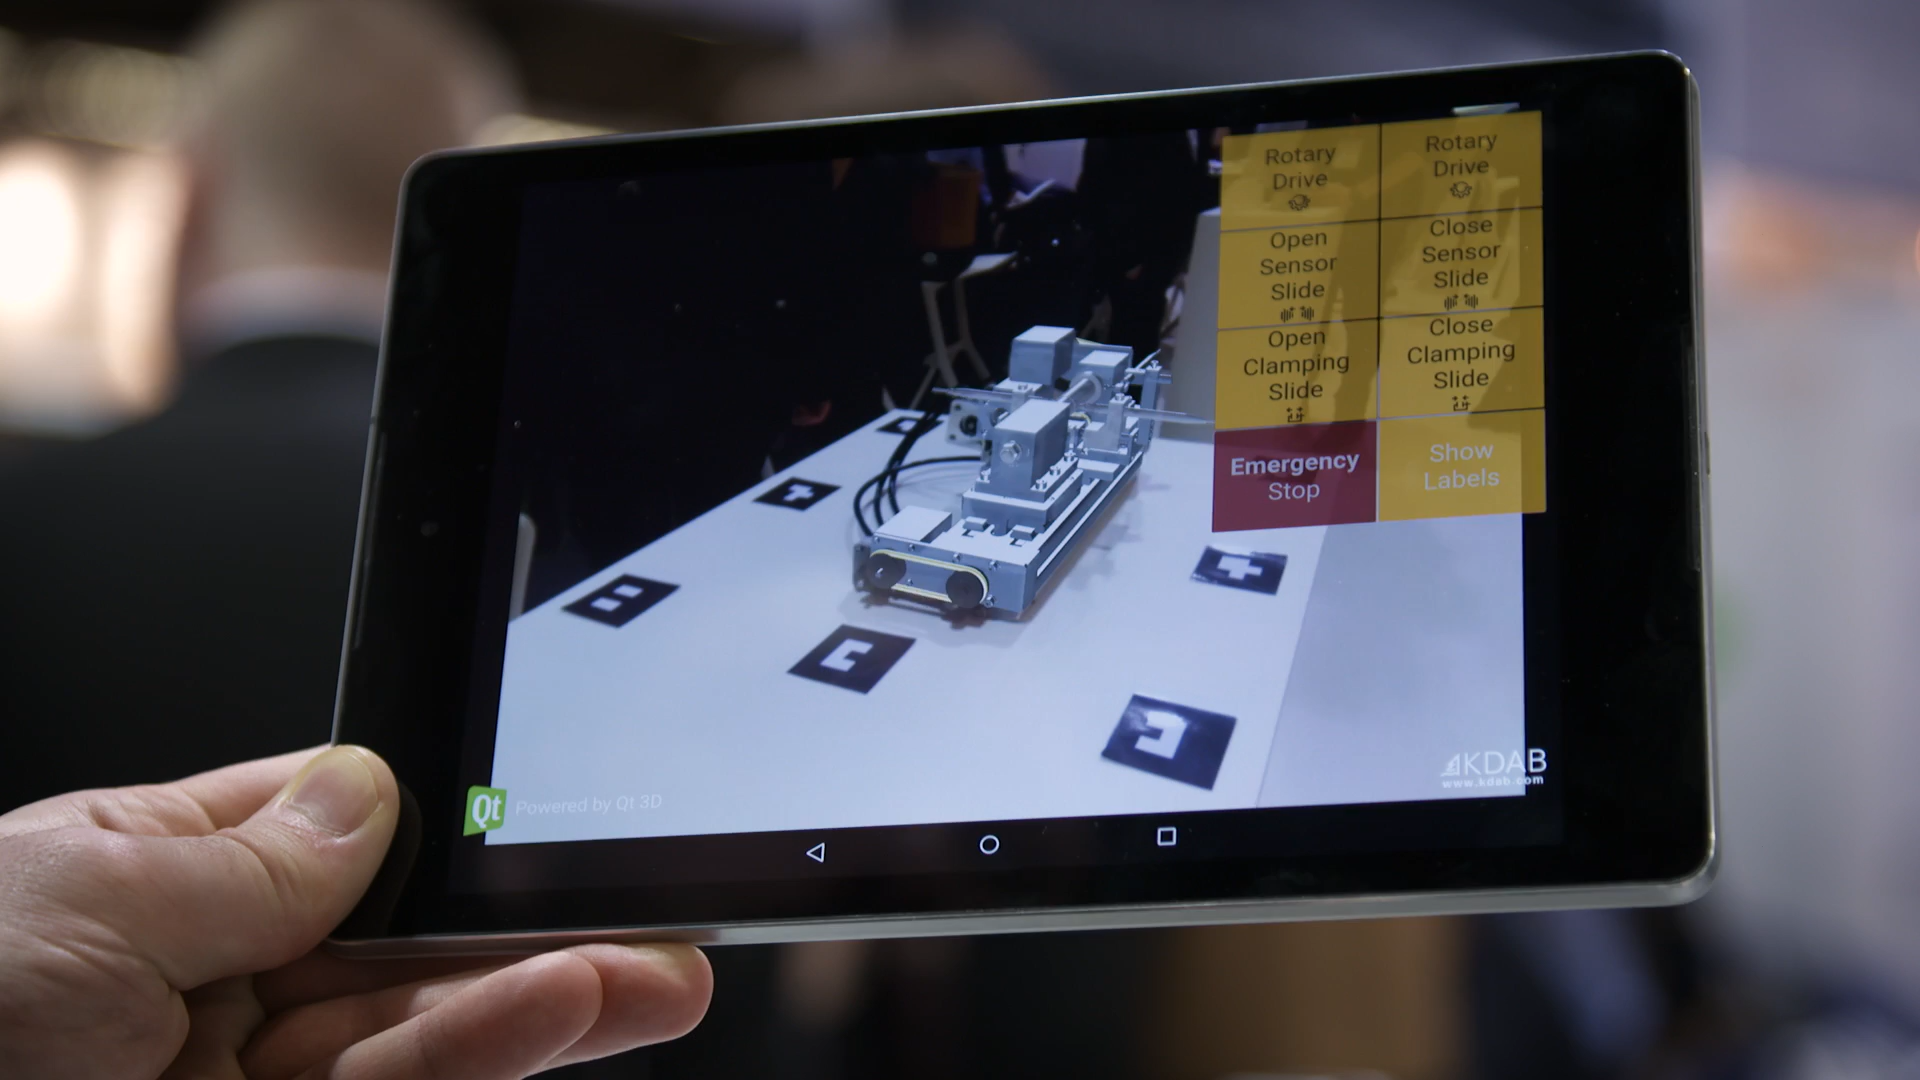 Rotary
Drive
Rotary
Drive
Open
Sensor
Slide
Close
Sensor
Slide
Open
Clamping
Slide
Close
Clamping
Slide
Emergency
Stop
Show
Labels
KDAB
www.kdab.com
Qt Powered by Qt 3D